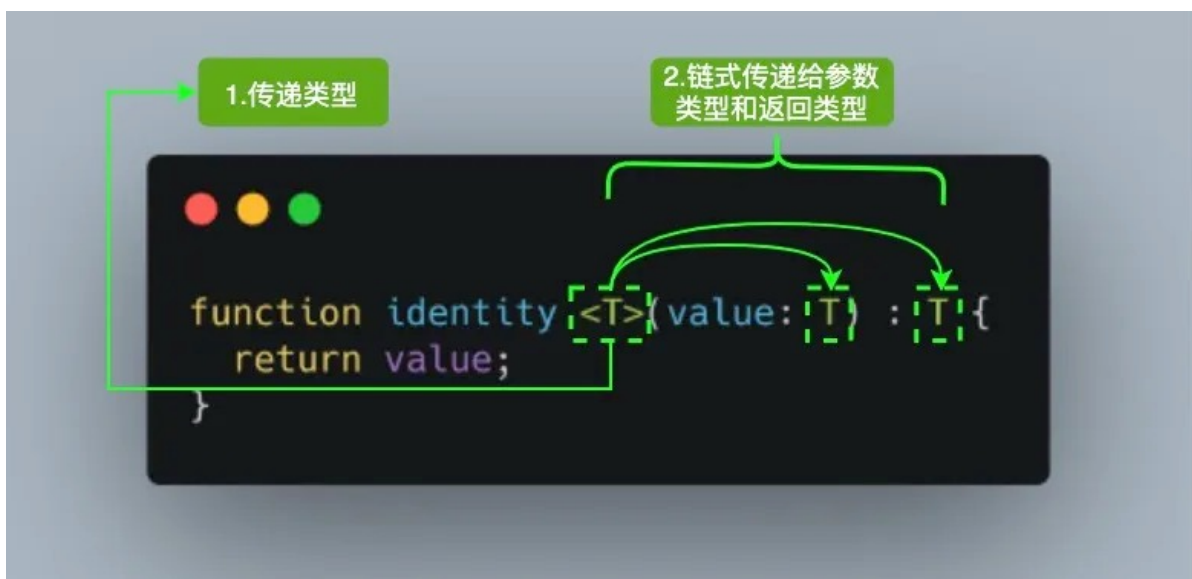 1.传递类型
2.链式传递给参数
类型和返回类型
function identity <T>(value: T) : T {
  return value;
}